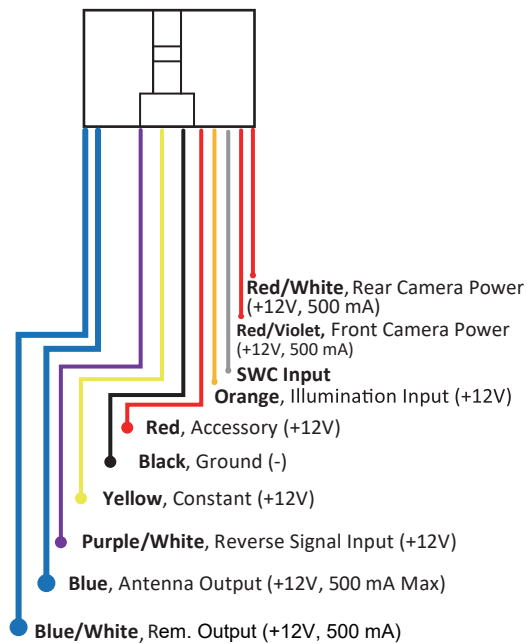 Red/White, Rear Camera Power
(+12V, 500 mA)
Red/Violet, Front Camera Power
(+12V, 500 mA)
SWC Input
Orange, Illumination Input (+12V)
Red, Accessory (+12V)
Black, Ground (-)
Yellow, Constant (+12V)
Purple/White, Reverse Signal Input (+12V)
Blue, Antenna Output (+12V, 500 mA Max)
Blue/White, Rem. Output (+12V, 500 mA)